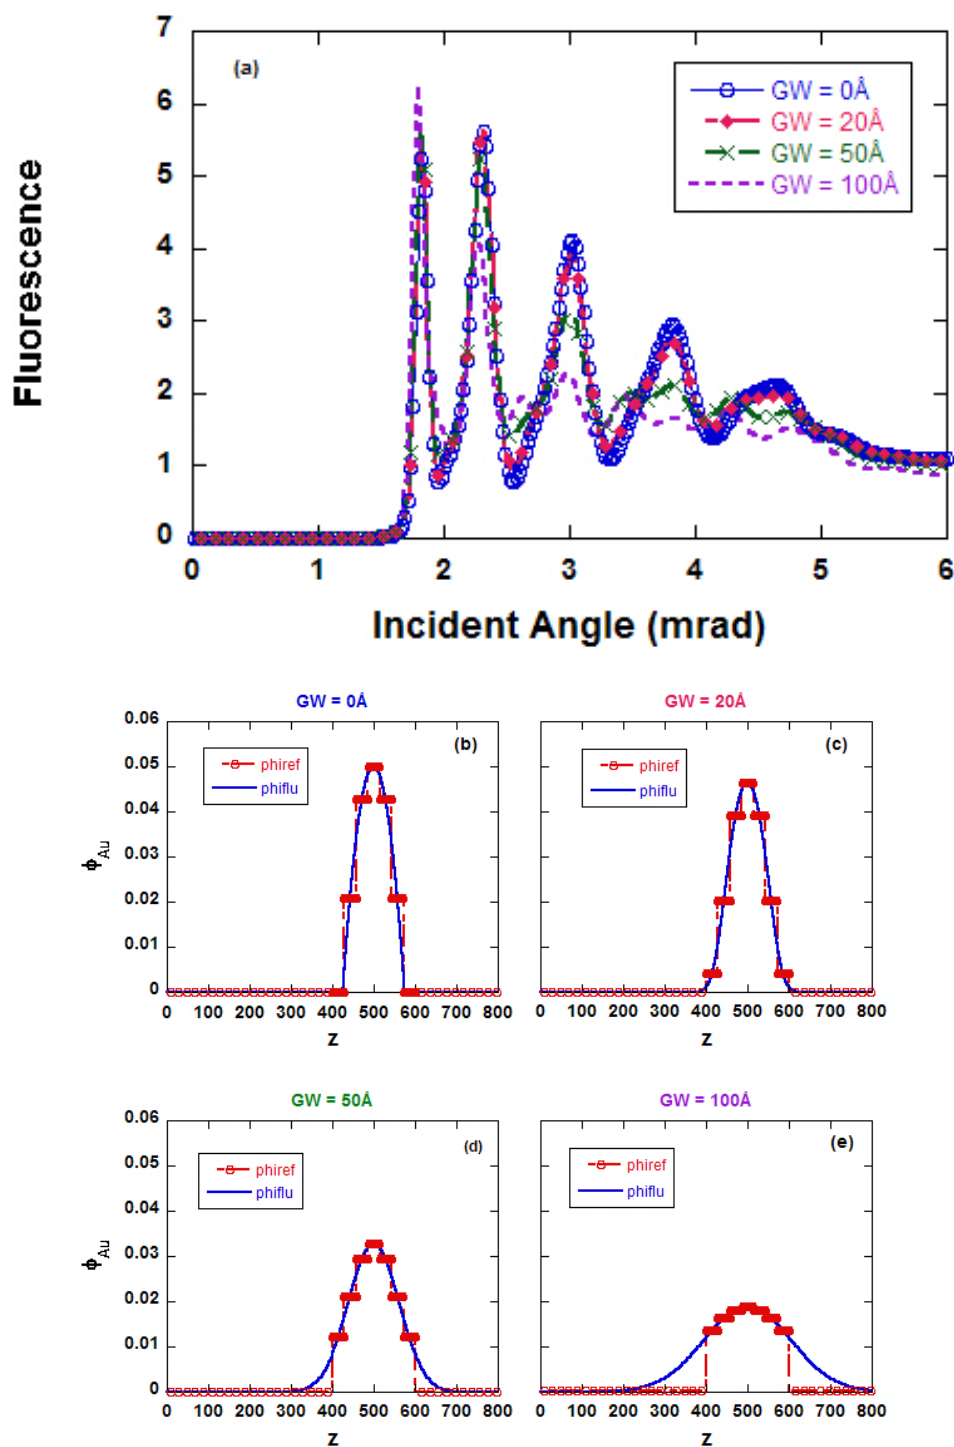 7
(a)
GW = 0Å
6
GW = 20Å
GW = 50Å
5
GW = 100Å
4
Fluorescence
3
2
1
0
0 1 2 3 4 5 6
Incident Angle (mrad)
GW = 0Å
0.06
(b)
phiref
phiflu
0.05
0.04
0.03
ϕAu
0.02
0.01
0
0 100 200 300 400 500 600 700 800
z
GW = 20Å
(c)
phiref
phiflu
0 100 200 300 400 500 600 700 800
z
GW = 50Å
0.06
(d)
phiref
phiflu
0.05
0.04
0.03
ϕAu
0.02
0.01
0
0 100 200 300 400 500 600 700 800
z
GW = 100Å
(e)
phiref
phiflu
0 100 200 300 400 500 600 700 800
z